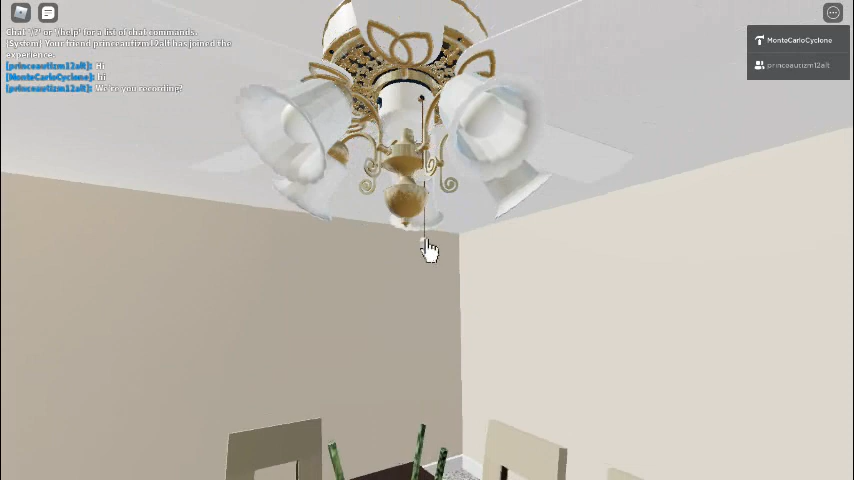 Chat '/?' or '/help' for a list of chat commands.
[System] Your friend princeautizm12alt has joined the
experience.
[princeautizm12alt]: Hi
[MonteCarloCyclone]: hi
[princeautizm12alt]: We're you recording?
MonteCarloCyclone
princeautizm12alt